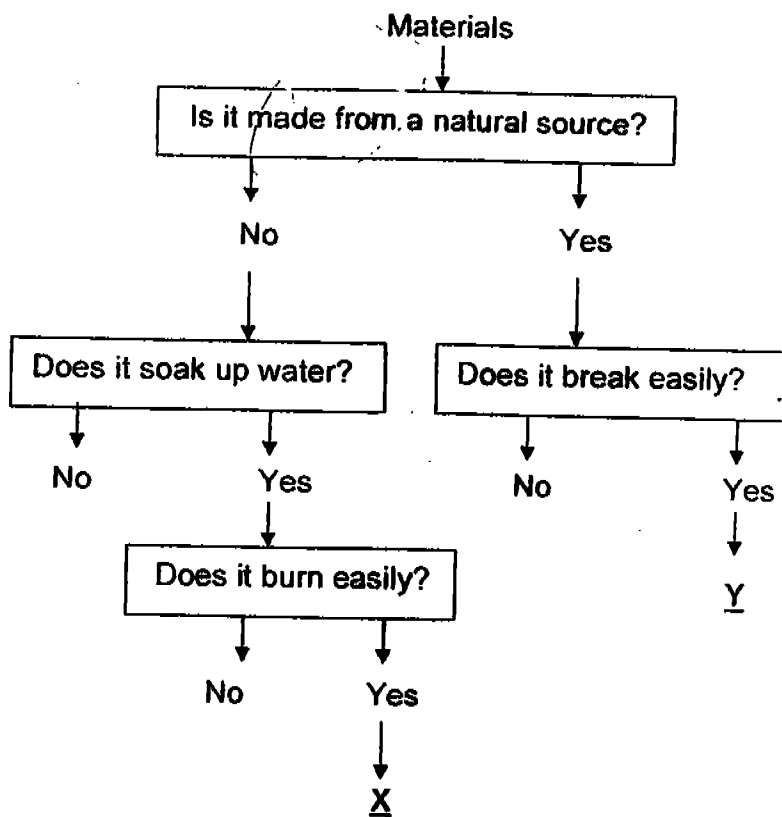 Materials
Is it made from a natural source?
No
Yes
Does it soak up water?
Does it break easily?
No
Yes
No
Yes
Does it burn easily?
Y
No
Yes
X